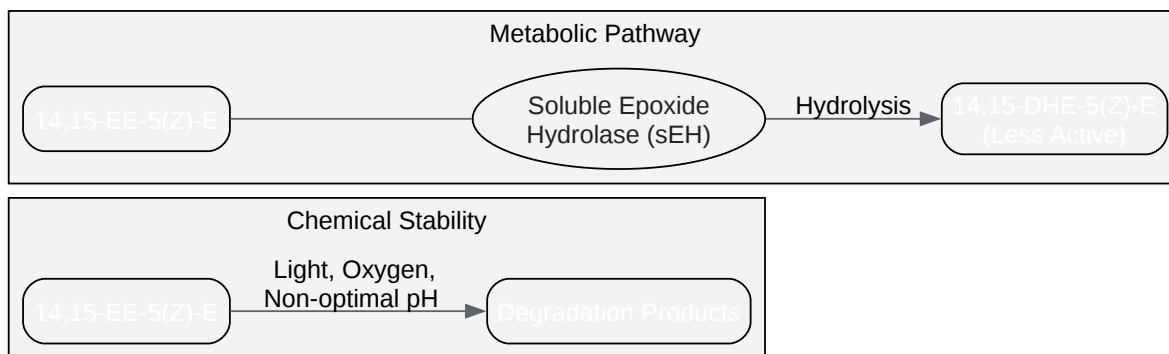 Metabolic Pathway
14,15-EE-5(Z)-E
Soluble Epoxide
Hydrolase (sEH)
Hydrolysis
14,15-DHE-5(Z)-E
(Less Active)
Chemical Stability
14,15-EE-5(Z)-E
Light, Oxygen,
Non-optimal pH
Degradation Products